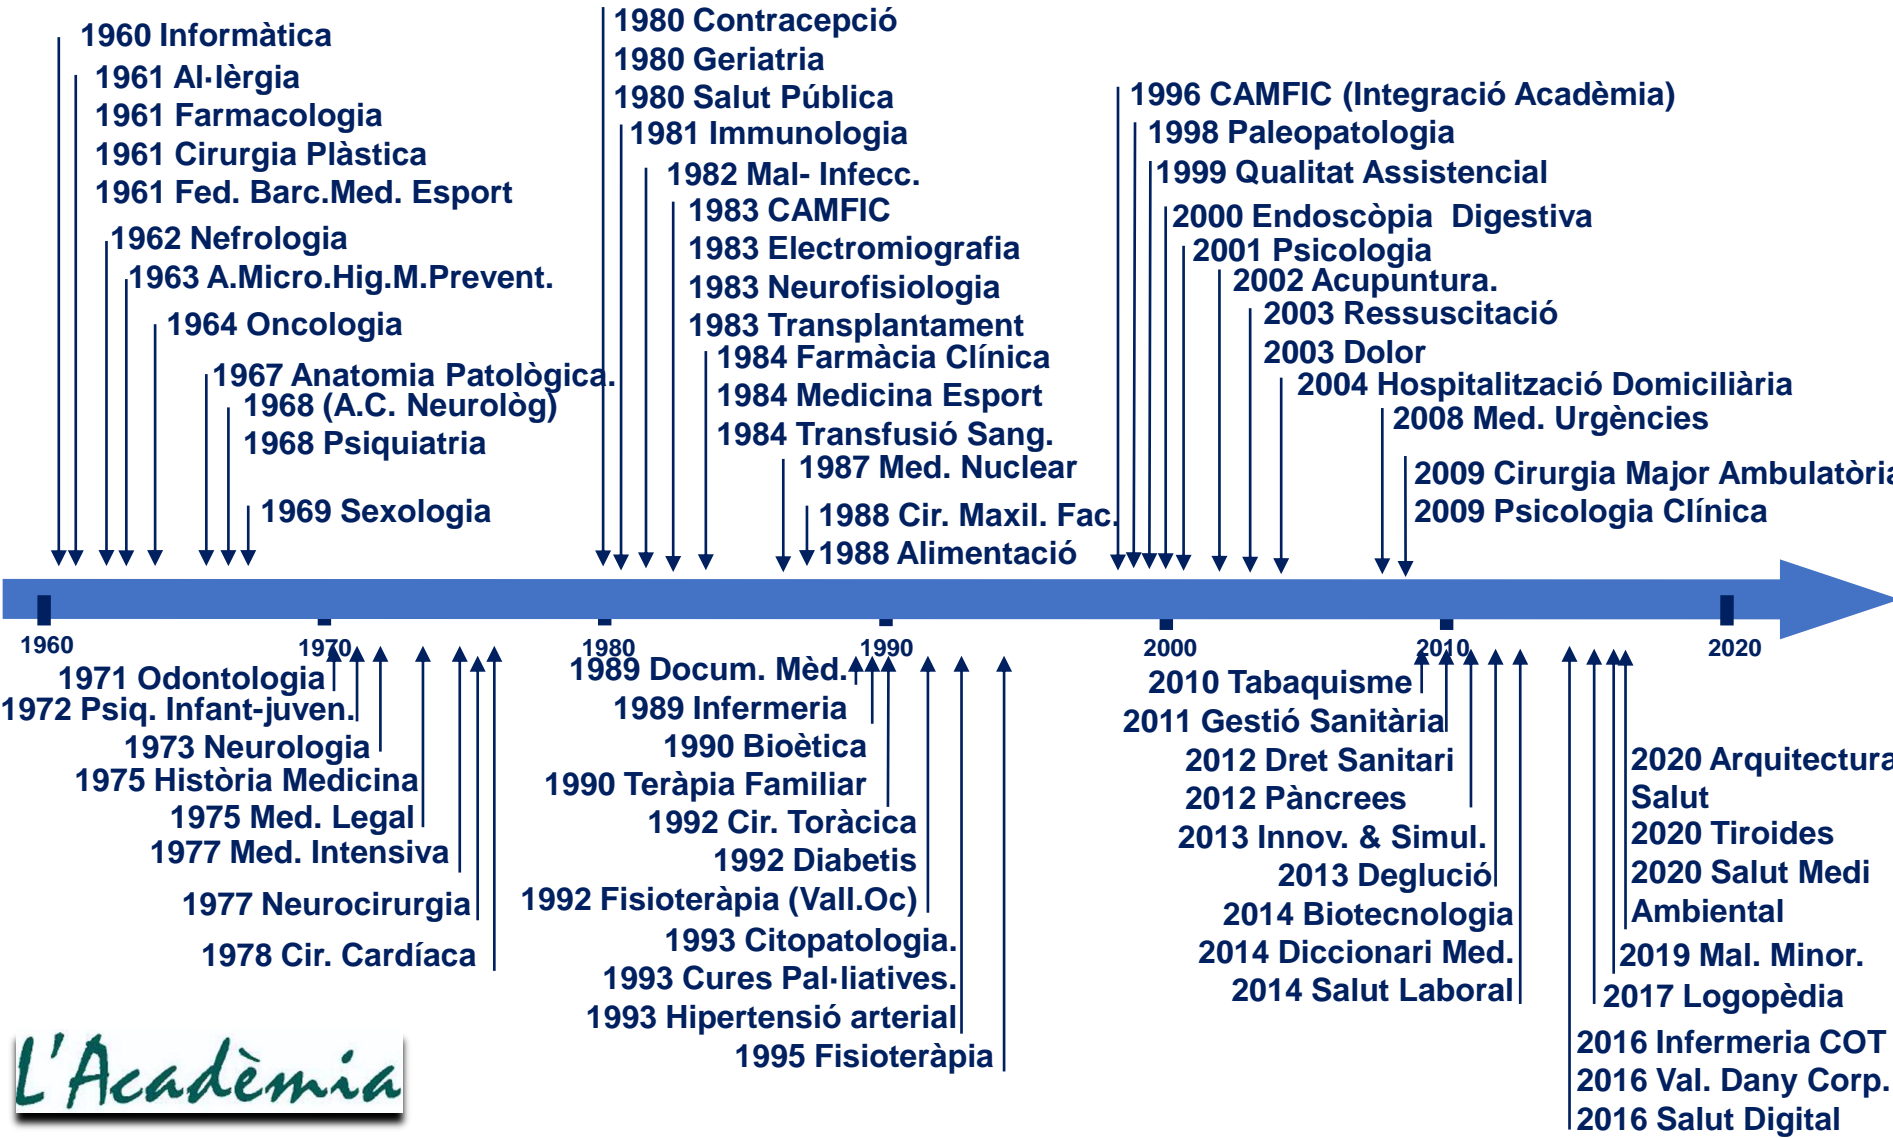 1960 Informàtica
1961 Al·lèrgia
1961 Farmacologia
1961 Cirurgia Plàstica
1961 Fed. Barc.Med. Esport
1962 Nefrologia
1963 A.Micro.Hig.M.Prevent.
1964 Oncologia
1967 Anatomia Patològica.
1968 (A.C. Neurològ)
1968 Psiquiatria
1969 Sexologia
1980 Contracepció
1980 Geriatria
1980 Salut Pública
1981 Immunologia
1982 Mal- Infecc.
1983 CAMFIC
1983 Electromiografia
1983 Neurofisiologia
1983 Transplantament
1984 Farmàcia Clínica
1984 Medicina Esport
1984 Transfusió Sang.
1987 Med. Nuclear
1988 Cir. Maxil. Fac.
1988 Alimentació
1996 CAMFIC (Integració Acadèmia)
1998 Paleopatologia
1999 Qualitat Assistencial
2000 Endoscòpia  Digestiva
2001 Psicologia
2002 Acupuntura.
2003 Ressuscitació
2003 Dolor
2004 Hospitalització Domiciliària
2008 Med. Urgències
2009 Cirurgia Major Ambulatòria
2009 Psicologia Clínica
1960 1970 1980 1990 2000 2010 2020
1971 Odontologia
1972 Psiq. Infant-juven.
1973 Neurologia
1975 Història Medicina
1975 Med. Legal
1977 Med. Intensiva
1977 Neurocirurgia
1978 Cir. Cardíaca
1989 Docum. Mèd.
1989 Infermeria
1990 Bioètica
1990 Teràpia Familiar
1992 Cir. Toràcica
1992 Diabetis
1992 Fisioteràpia (Vall.Oc)
1993 Citopatologia.
1993 Cures Pal·liatives.
1993 Hipertensió arterial
1995 Fisioteràpia
2010 Tabaquisme
2011 Gestió Sanitària
2012 Dret Sanitari
2012 Pàncrees
2013 Innov. & Simul.
2013 Deglució
2014 Biotecnologia
2014 Diccionari Med.
2014 Salut Laboral
2020 Arquitectura
Salut
2020 Tiroides
2020 Salut Medi
Ambiental
2019 Mal. Minor.
2017 Logopèdia
2016 Infermeria COT
2016 Val. Dany Corp.
2016 Salut Digital
L'Acadèmia